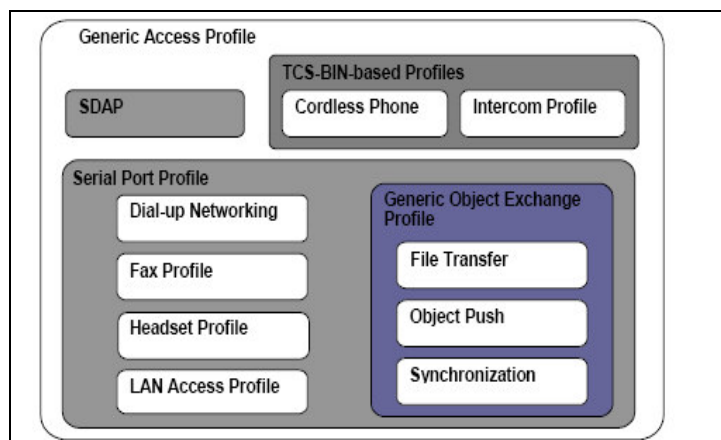 Generic Access Profile
TCS-BIN-based Profiles
SDAP
Cordless Phone
Intercom Profile
Serial Port Profile
Dial-up Networking
Fax Profile
Headset Profile
LAN Access Profile
Generic Object Exchange
Profile
File Transfer
Object Push
Synchronization